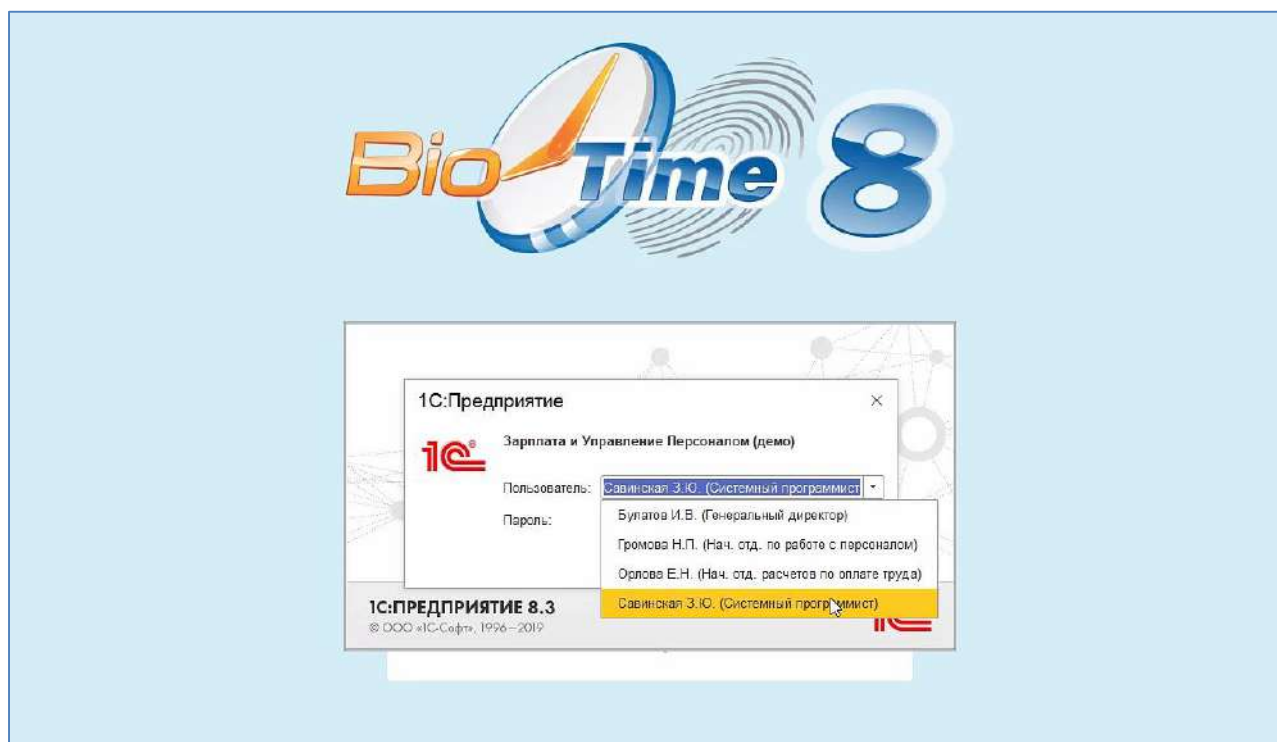 BioTime 8
1С:Предприятие
1С®
Зарплата и Управление Персоналом (демо)
Пользователь: Савинская З.Ю. (Системный программист
Пароль:
Булатов И.В. (Генеральный директор)
Громова Н.П. (Нач. отд. по работе с персоналом)
Орлова Е.Н. (Нач. отд. расчетов по оплате труда)
Савинская З.Ю. (Системный программист)
1С:ПРЕДПРИЯТИЕ 8.3
© ООО «1С-Софт», 1996–2019